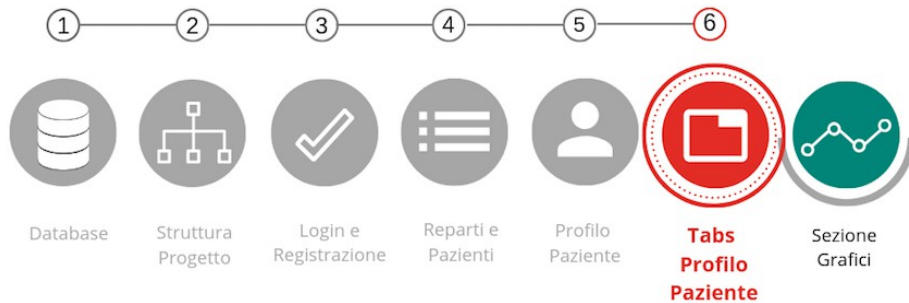 1 2 3 4 5 6
Database
Struttura
Progetto
Login e
Registrazione
Reparti e
Pazienti
Profilo
Paziente
Tabs
Profilo
Paziente
Sezione
Grafici